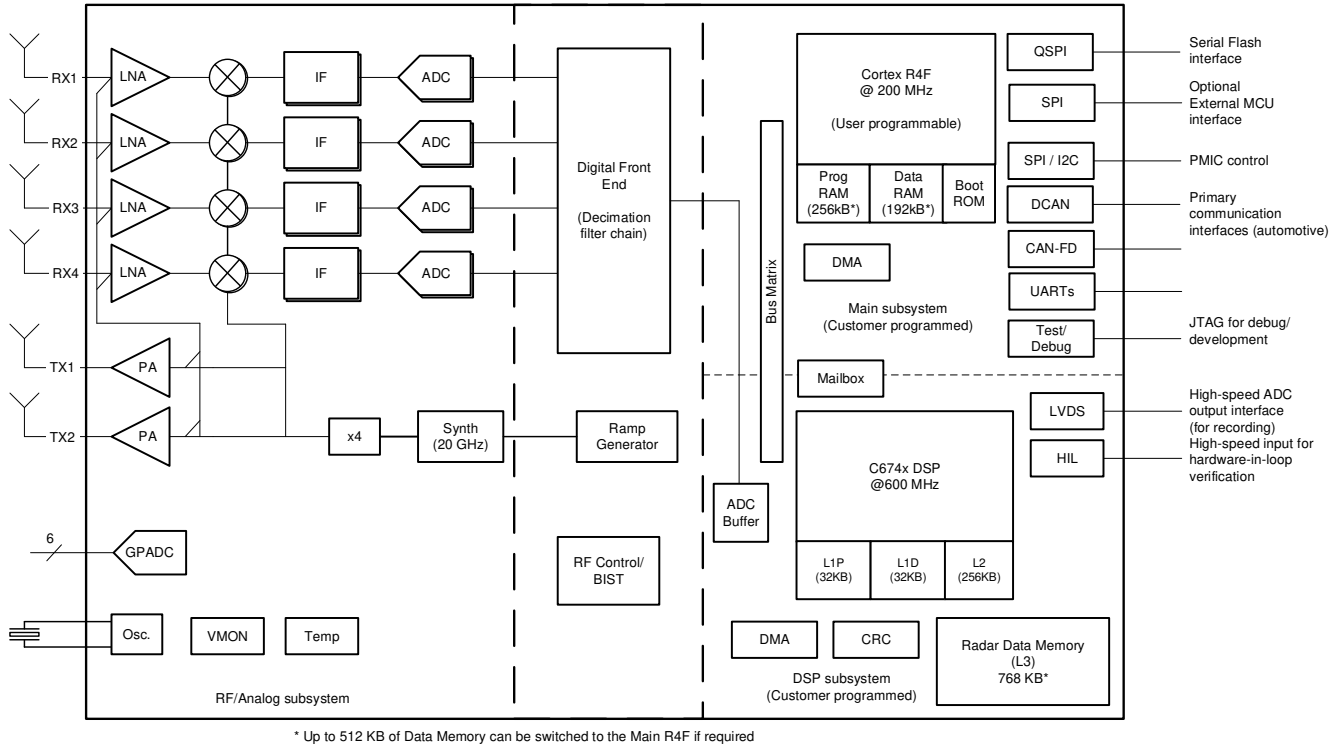 RX1
LNA
IF
ADC
RX2
LNA
IF
ADC
RX3
LNA
IF
ADC
RX4
LNA
IF
ADC
TX1
PA
TX2
PA
x4
Synth
(20 GHz)
6
GPADC
Osc.
VMON
Temp
RF/Analog subsystem
Digital Front
End
(Decimation
filter chain)
Ramp
Generator
RF Control/
BIST
ADC
Buffer
Bus Matrix
Cortex R4F
@ 200 MHz
(User programmable)
Prog
RAM
(256kB*)
Data
RAM
(192kB*)
Boot
ROM
DMA
Main subsystem
(Customer programmed)
Mailbox
QSPI
Serial Flash
interface
SPI
Optional
External MCU
interface
SPI / I2C
PMIC control
DCAN
Primary
communication
interfaces (automotive)
CAN-FD
UARTs
Test/
Debug
JTAG for debug/
development
LVDS
High-speed ADC
output interface
(for recording)
HIL
High-speed input for
hardware-in-loop
verification
C674x DSP
@600 MHz
L1P
(32KB)
L1D
(32KB)
L2
(256KB)
DMA
CRC
DSP subsystem
(Customer programmed)
Radar Data Memory
(L3)
768 KB*
* Up to 512 KB of Data Memory can be switched to the Main R4F if required